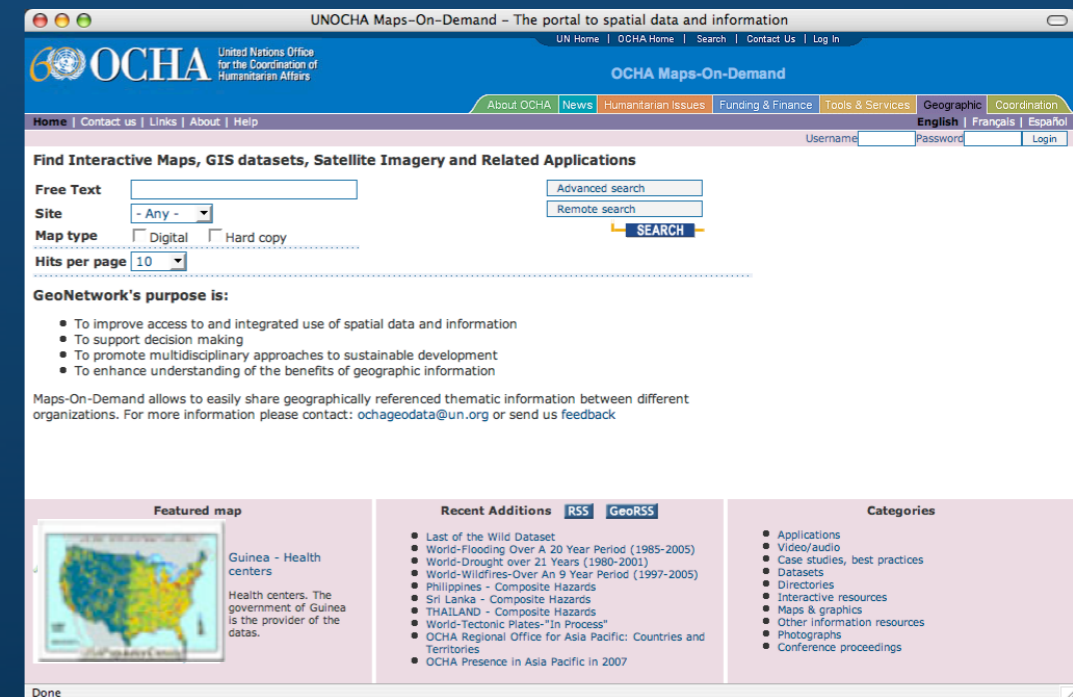 UNOCHA Maps-On-Demand – The portal to spatial data and information
UN Home | OCHA Home | Search | Contact Us | Log In
60 OCHA
United Nations Office
for the Coordination of
Humanitarian Affairs
OCHA Maps-On-Demand
About OCHA News Humanitarian Issues Funding & Finance Tools & Services Geographic Coordination
Home | Contact us | Links | About | Help
English | Français | Español
Username Password Login
Find Interactive Maps, GIS datasets, Satellite Imagery and Related Applications
Free Text
Advanced search
Site - Any -
Remote search
Map type Digital Hard copy
SEARCH
Hits per page 10
GeoNetwork's purpose is:
To improve access to and integrated use of spatial data and information
To support decision making
To promote multidisciplinary approaches to sustainable development
To enhance understanding of the benefits of geographic information
Maps-On-Demand allows to easily share geographically referenced thematic information between different
organizations. For more information please contact: ochageodata@un.org or send us feedback
Featured map
Guinea - Health
centers
Health centers. The
government of Guinea
is the provider of the
datas.
Recent Additions RSS GeoRSS
Last of the Wild Dataset
World-Flooding Over A 20 Year Period (1985-2005)
World-Drought over 21 Years (1980-2001)
World-Wildfires-Over An 9 Year Period (1997-2005)
Philippines - Composite Hazards
Sri Lanka - Composite Hazards
THAILAND - Composite Hazards
World-Tectonic Plates-"In Process"
OCHA Regional Office for Asia Pacific: Countries and
Territories
OCHA Presence in Asia Pacific in 2007
Categories
Applications
Video/audio
Case studies, best practices
Datasets
Directories
Interactive resources
Maps & graphics
Other information resources
Photographs
Conference proceedings
Done